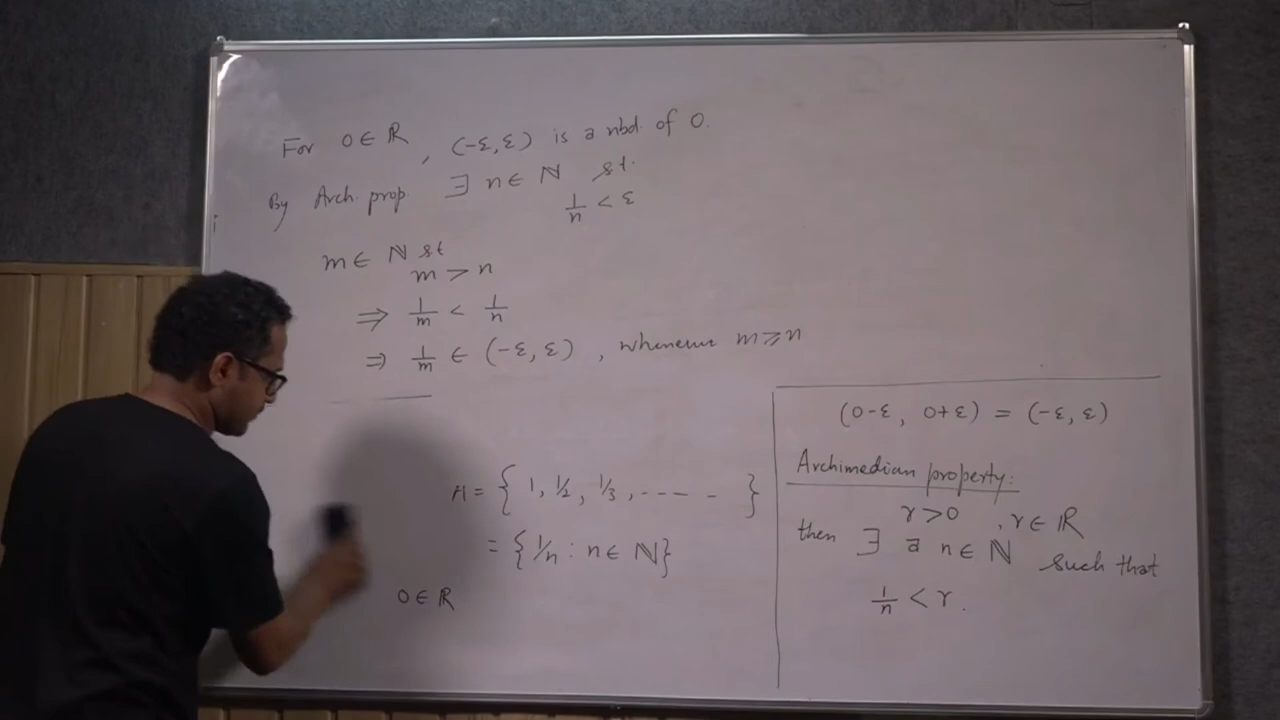 For 0 ∈ ℝ , (-ε, ε) is a nbd. of 0.
By Arch. prop. ∃ n ∈ ℕ st.
1/n < ε
m ∈ ℕ st
m > n
⇒ 1/m < 1/n
⇒ 1/m ∈ (-ε, ε) , whenever m ⩾ n
A = { 1, 1/2, 1/3, ---- - }
= { 1/n : n ∈ ℕ }
0 ∈ ℝ
(0-ε, 0+ε) = (-ε, ε)
Archimedian property:
r > 0 , r ∈ ℝ
then ∃ a n ∈ ℕ such that
1/n < r.